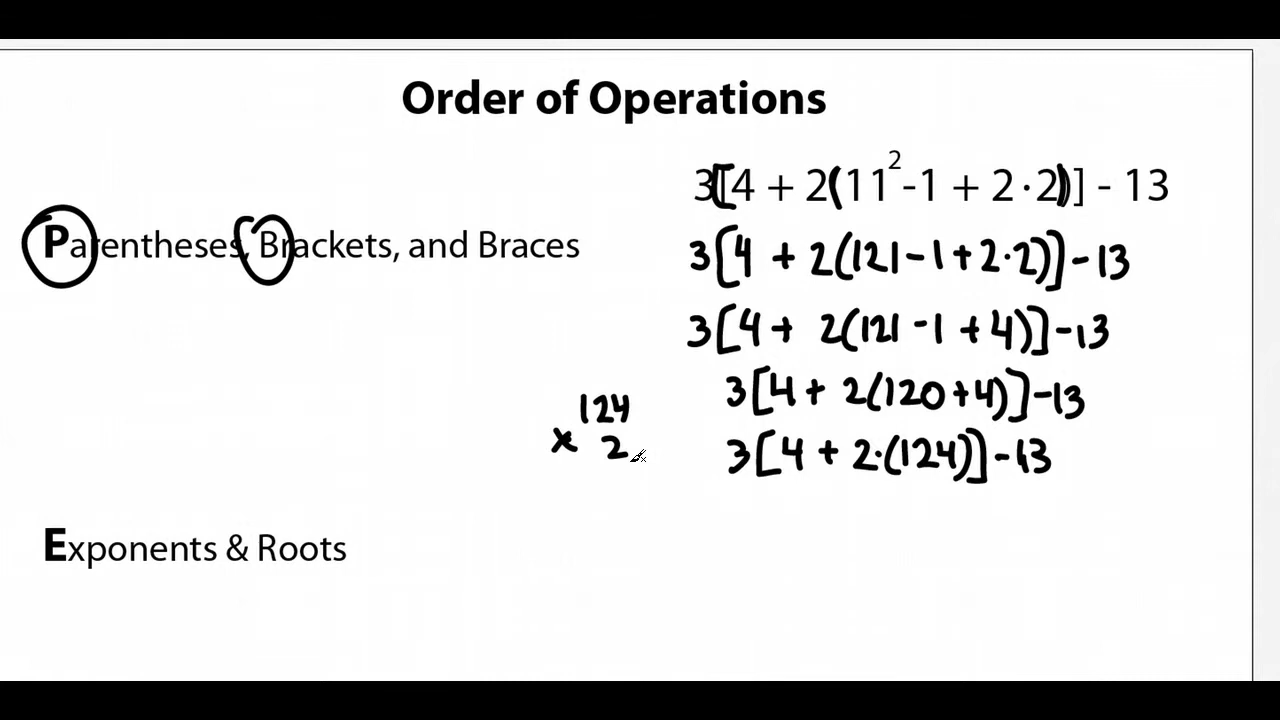 Order of Operations
3[4 + 2(11²-1 + 2·2)] - 13
Parentheses, Brackets, and Braces
3[4 + 2(121-1+2·2)]-13
3[4+ 2(121-1+4)]-13
3[4+ 2(120+4)]-13
124
× 2
3[4 + 2·(124)]-13
Exponents & Roots